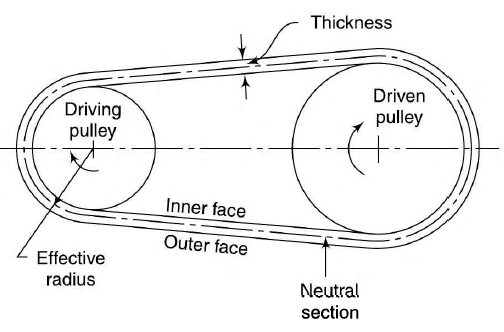 Thickness
Driving
pulley
Driven
pulley
Inner face
Outer face
Effective
radius
Neutral
section